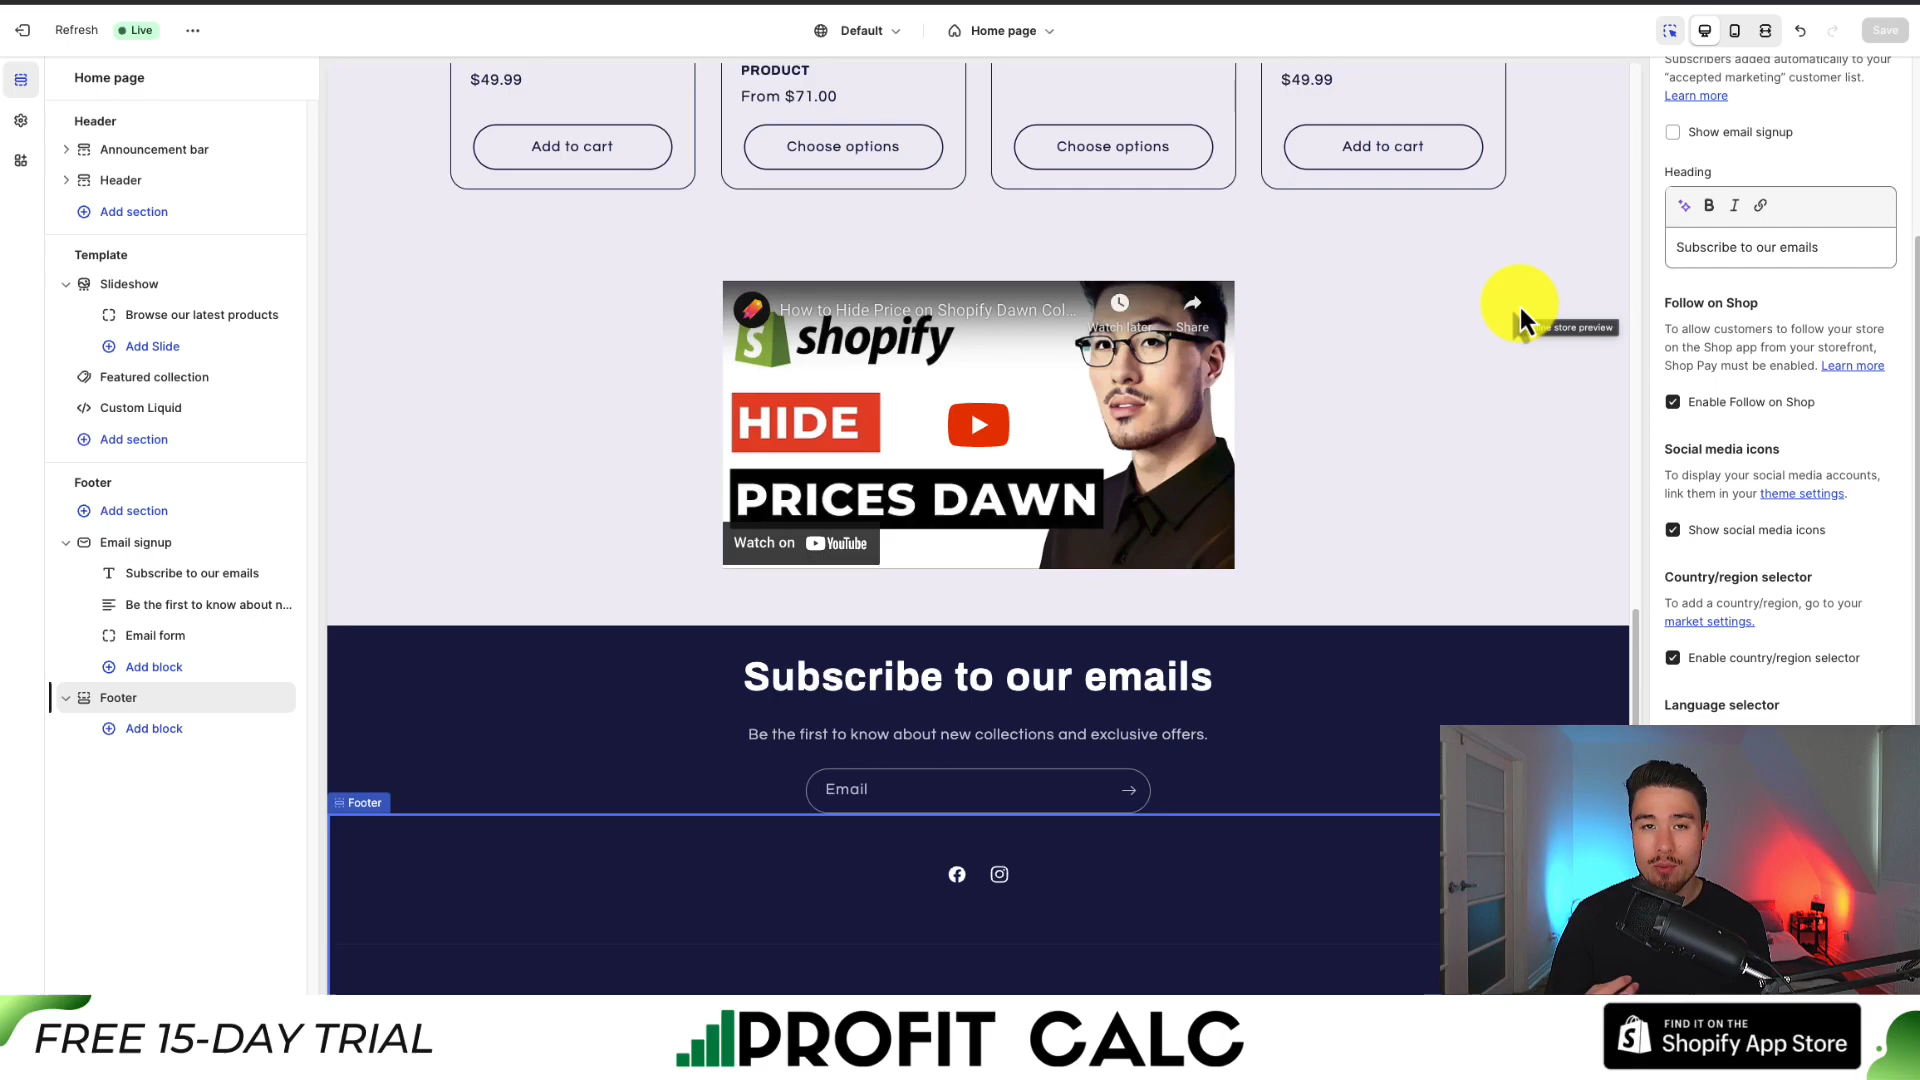 Refresh
Live
Default
Home page
Save
Home page
Header
Announcement bar
Header
Add section
Template
Slideshow
Browse our latest products
Add Slide
Featured collection
Custom Liquid
Add section
Footer
Add section
Email signup
Subscribe to our emails
Be the first to know about n...
Email form
Add block
Footer
Add block
$49.99
PRODUCT
From $71.00
$49.99
Add to cart
Choose options
Choose options
Add to cart
How to Hide Price on Shopify Dawn Col...
Watch later
Share
shopify
HIDE
PRICES DAWN
Watch on YouTube
store preview
Subscribe to our emails
Be the first to know about new collections and exclusive offers.
Email
Footer
Subscribers added automatically to your
“accepted marketing” customer list.
Learn more
Show email signup
Heading
B I
Subscribe to our emails
Follow on Shop
To allow customers to follow your store
on the Shop app from your storefront,
Shop Pay must be enabled. Learn more
Enable Follow on Shop
Social media icons
To display your social media accounts,
link them in your theme settings.
Show social media icons
Country/region selector
To add a country/region, go to your
market settings.
Enable country/region selector
Language selector
FREE 15-DAY TRIAL
PROFIT CALC
FIND IT ON THE
Shopify App Store